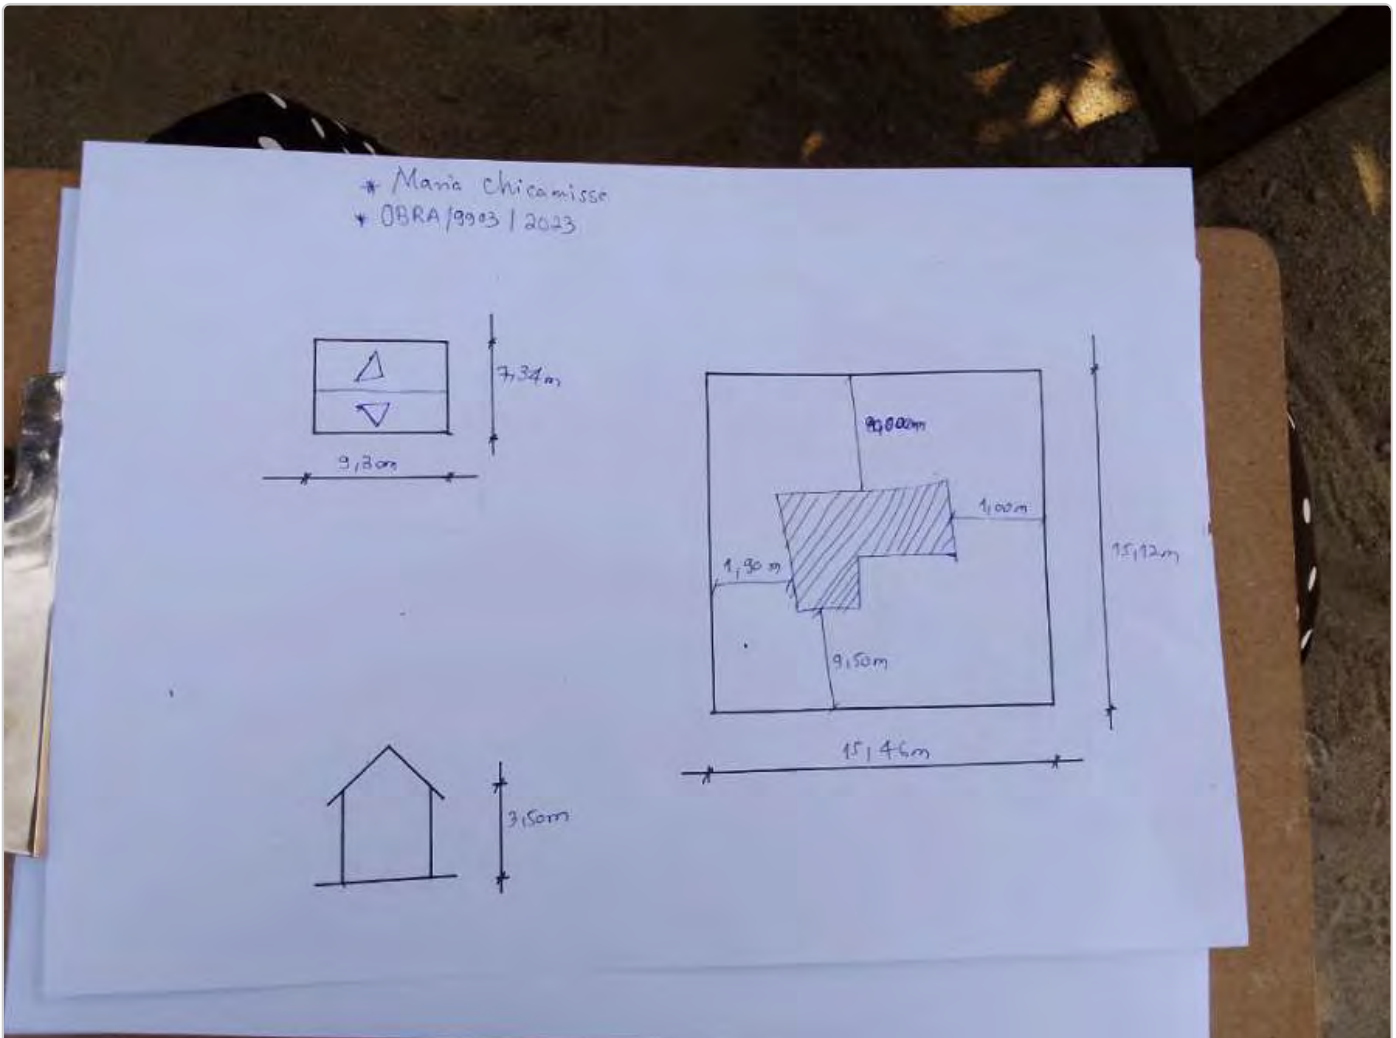 * Maria Chicamisse
* OBRA/9903/2023
7,34m
9,30m
1,00m
1,90m
15,12m
9,50m
15,46m
3,50m